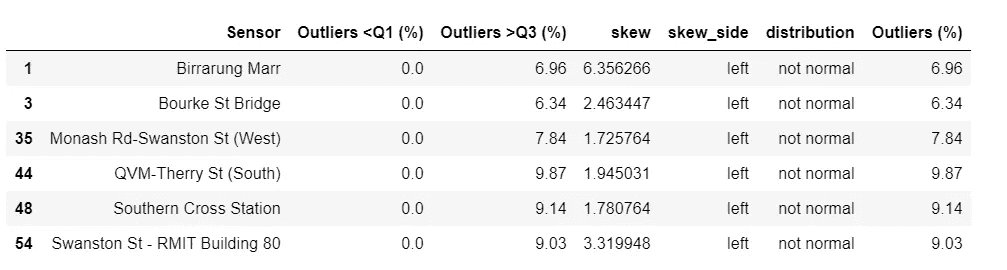 Sensor Outliers <Q1 (%) Outliers >Q3 (%) skew skew_side distribution Outliers (%)
1 Birrarung Marr 0.0 6.96 6.356266 left not normal 6.96
3 Bourke St Bridge 0.0 6.34 2.463447 left not normal 6.34
35 Monash Rd-Swanston St (West) 0.0 7.84 1.725764 left not normal 7.84
44 QVM-Therry St (South) 0.0 9.87 1.945031 left not normal 9.87
48 Southern Cross Station 0.0 9.14 1.780764 left not normal 9.14
54 Swanston St - RMIT Building 80 0.0 9.03 3.319948 left not normal 9.03